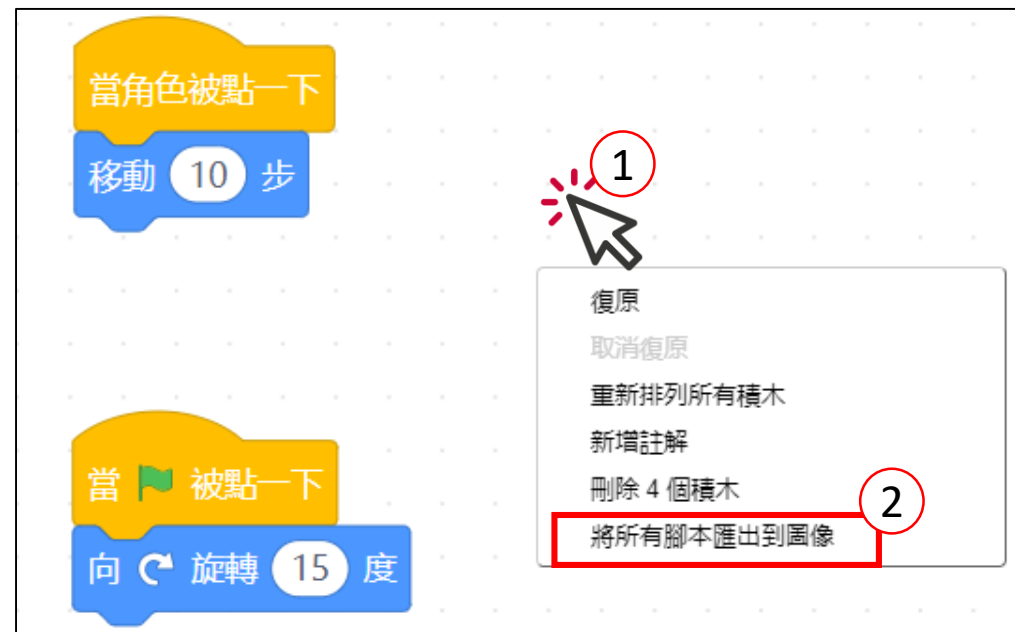 當角色被點一下
移動 10 步
1
復原
取消復原
重新排列所有積木
新增註解
刪除 4 個積木
2
將所有腳本匯出到圖像
當 被點一下
向 旋轉 15 度